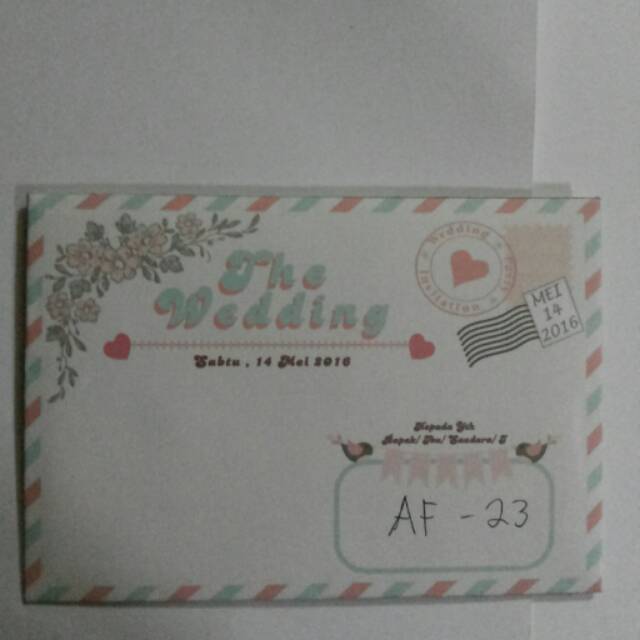 The
Wedding
Sabtu , 14 Mei 2016
Wedding
Invitation
MEI
14
2016
Kepada Yth
Bapak/ Ibu/ Saudara/ I
AF - 23